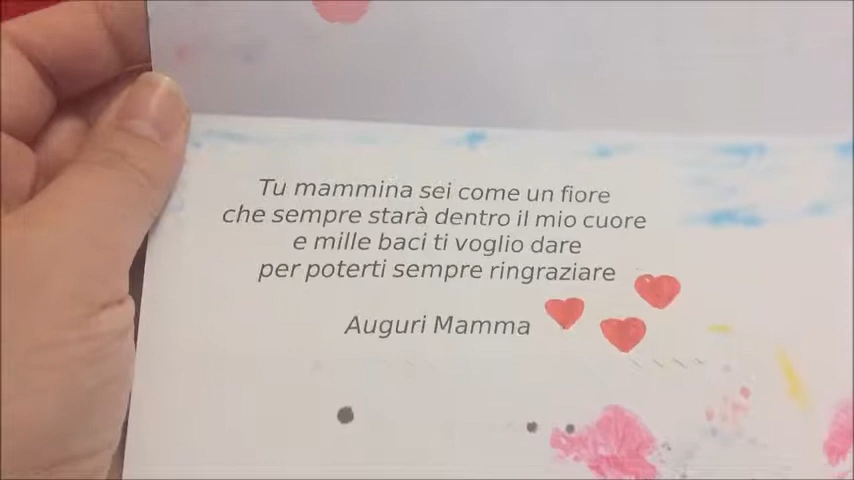 Tu mammina sei come un fiore
che sempre starà dentro il mio cuore
e mille baci ti voglio dare
per poterti sempre ringraziare
Auguri Mamma